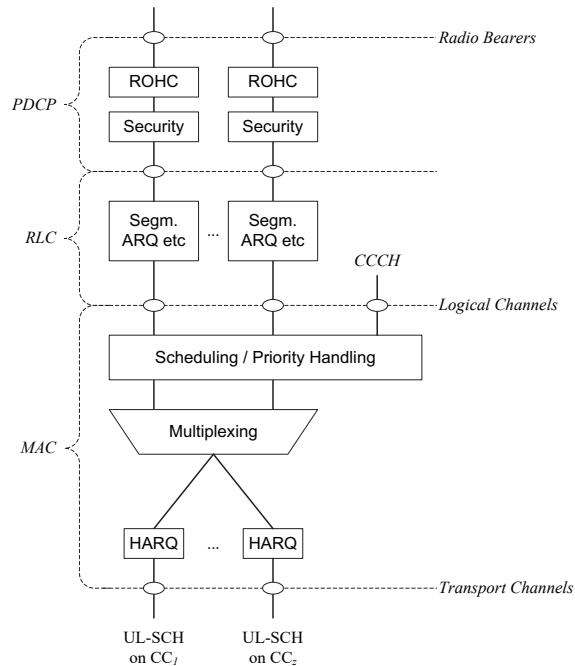 Radio Bearers
ROHC ROHC
PDCP
Security Security
Segm. ARQ etc ... Segm. ARQ etc
RLC
CCCH
Logical Channels
Scheduling / Priority Handling
Multiplexing
MAC
HARQ ... HARQ
Transport Channels
UL-SCH UL-SCH
on CC1 on CCz